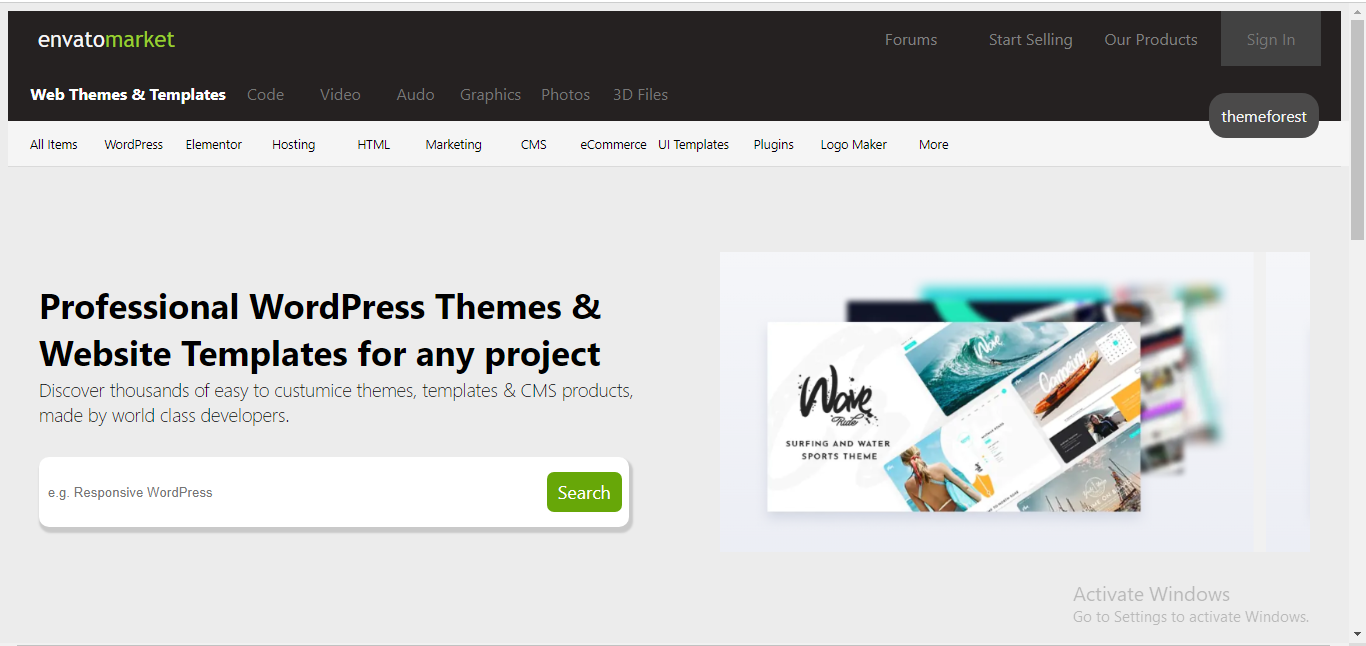 envatomarket Forums Start Selling Our Products Sign In
Web Themes & Templates Code Video Audo Graphics Photos 3D Files
themeforest
All Items WordPress Elementor Hosting HTML Marketing CMS eCommerce UI Templates Plugins Logo Maker More
Professional WordPress Themes &
Website Templates for any project
Discover thousands of easy to custumice themes, templates & CMS products,
made by world class developers.
e.g. Responsive WordPress Search
Wave
Ride
SURFING AND WATER
SPORTS THEME
Wave
Campeing
Activate Windows
Go to Settings to activate Windows.